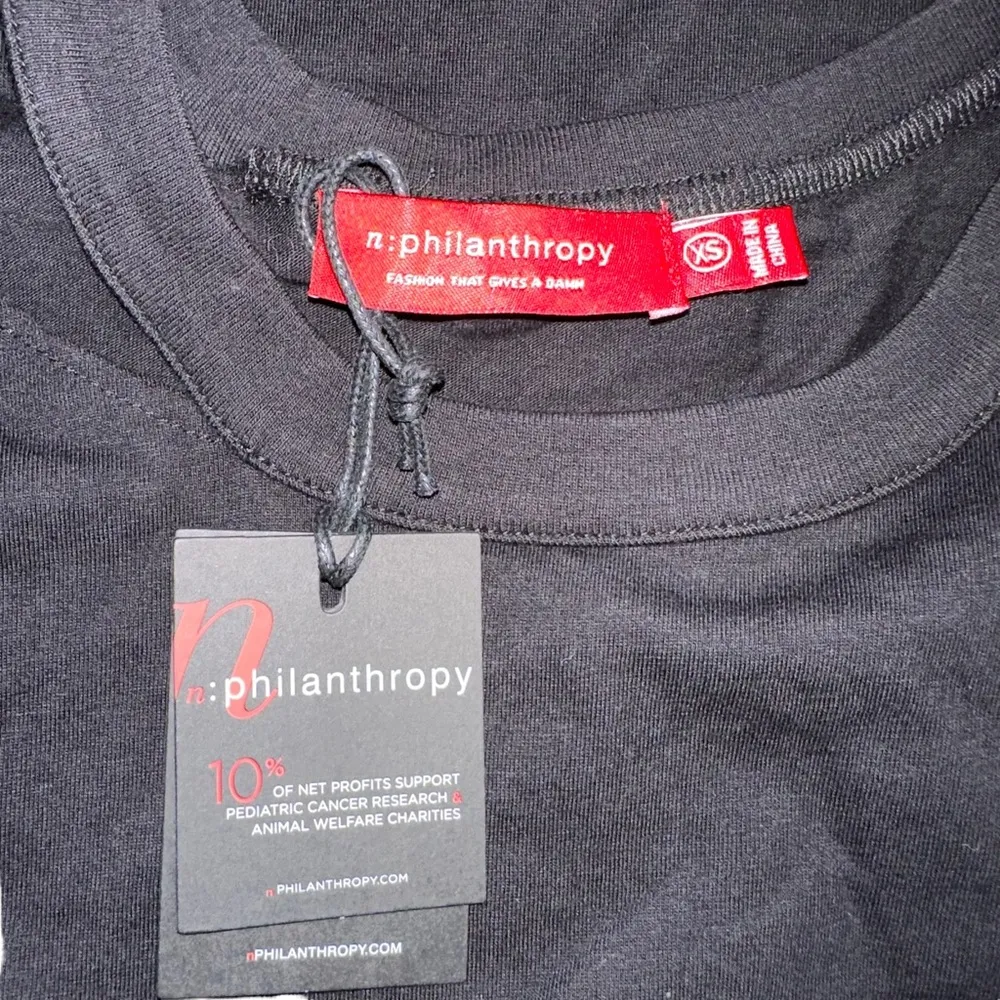 n:philanthropy
FASHION THAT GIVES A DAMN
XS
MADE IN
CHINA
n
n:philanthropy
10%
OF NET PROFITS SUPPORT
PEDIATRIC CANCER RESEARCH &
ANIMAL WELFARE CHARITIES
nPHILANTHROPY.COM
nPHILANTHROPY.COM